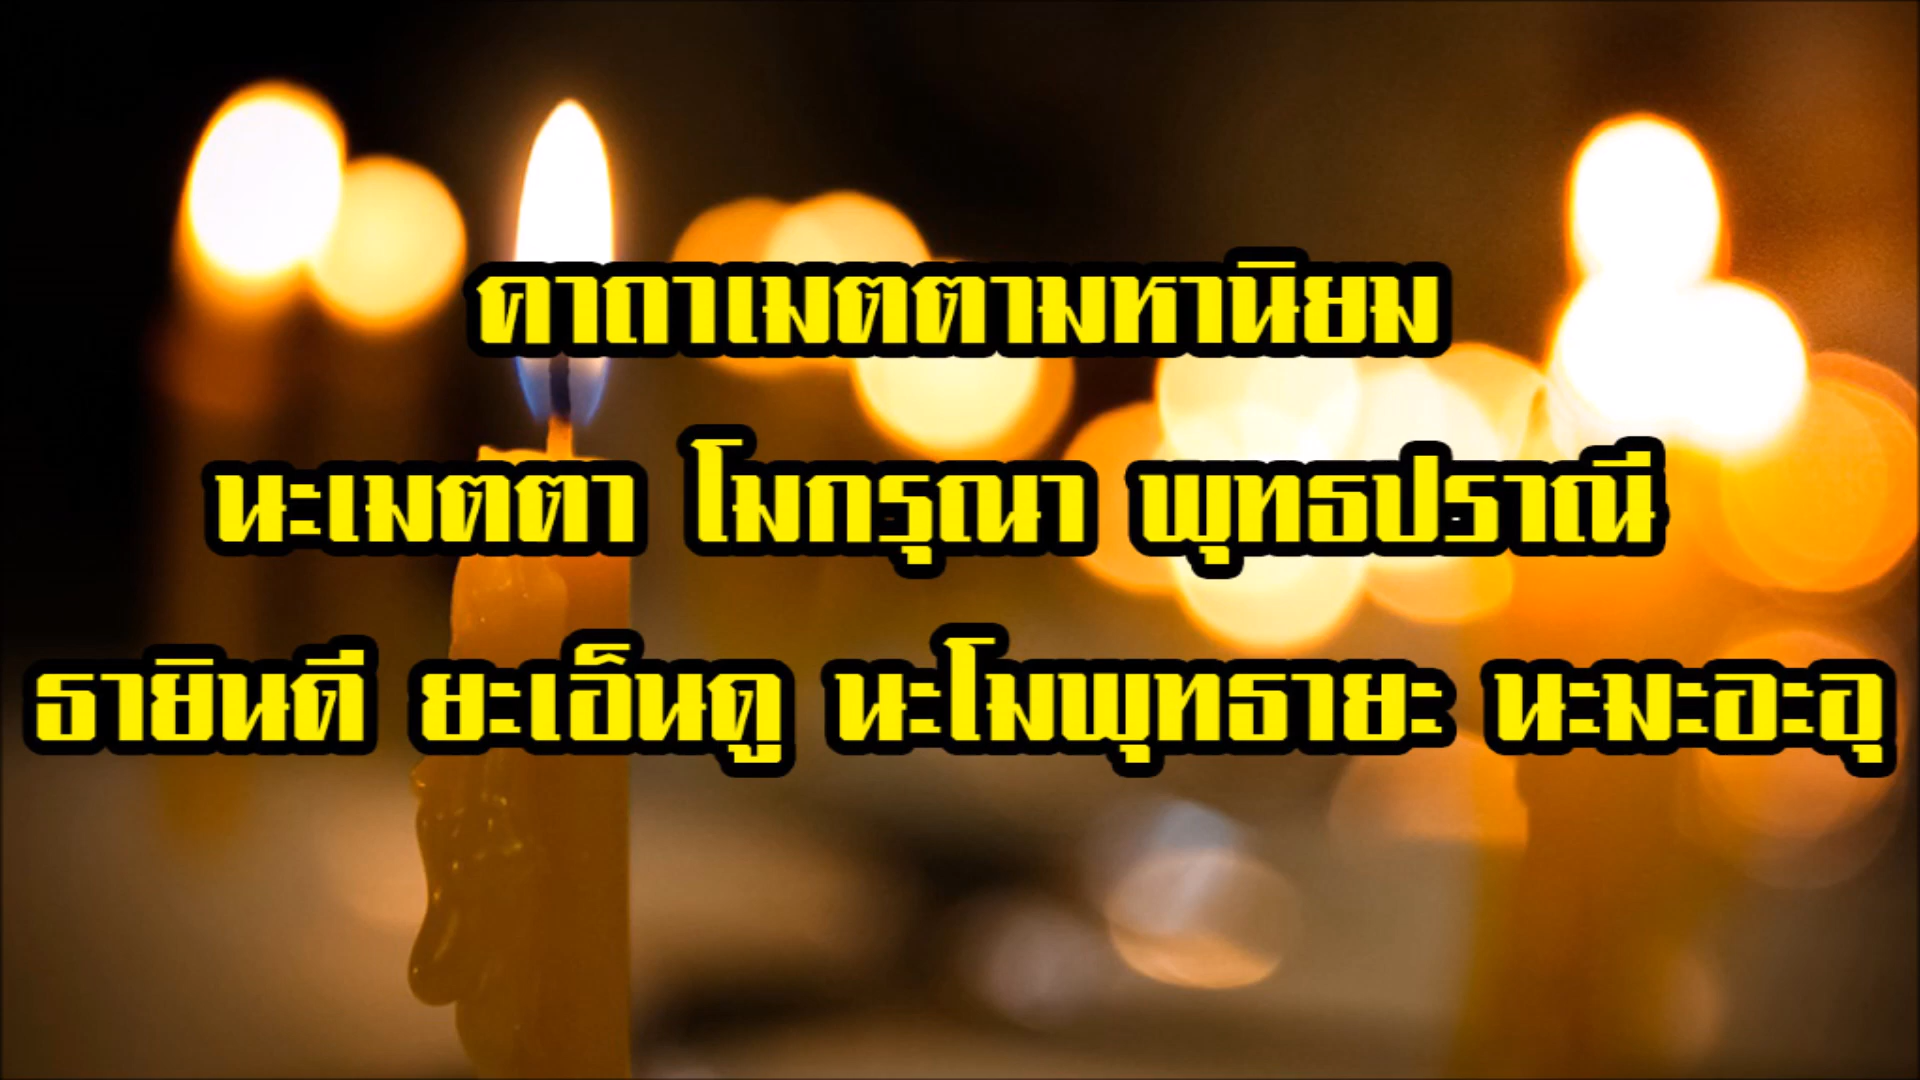 คาถาเมตตามหานิยม
นะเมตตา โมกรุณา พุทธปราณี
ธายินดี ยะเอ็นดู นะโมพุทธายะ นะมะอะอุ